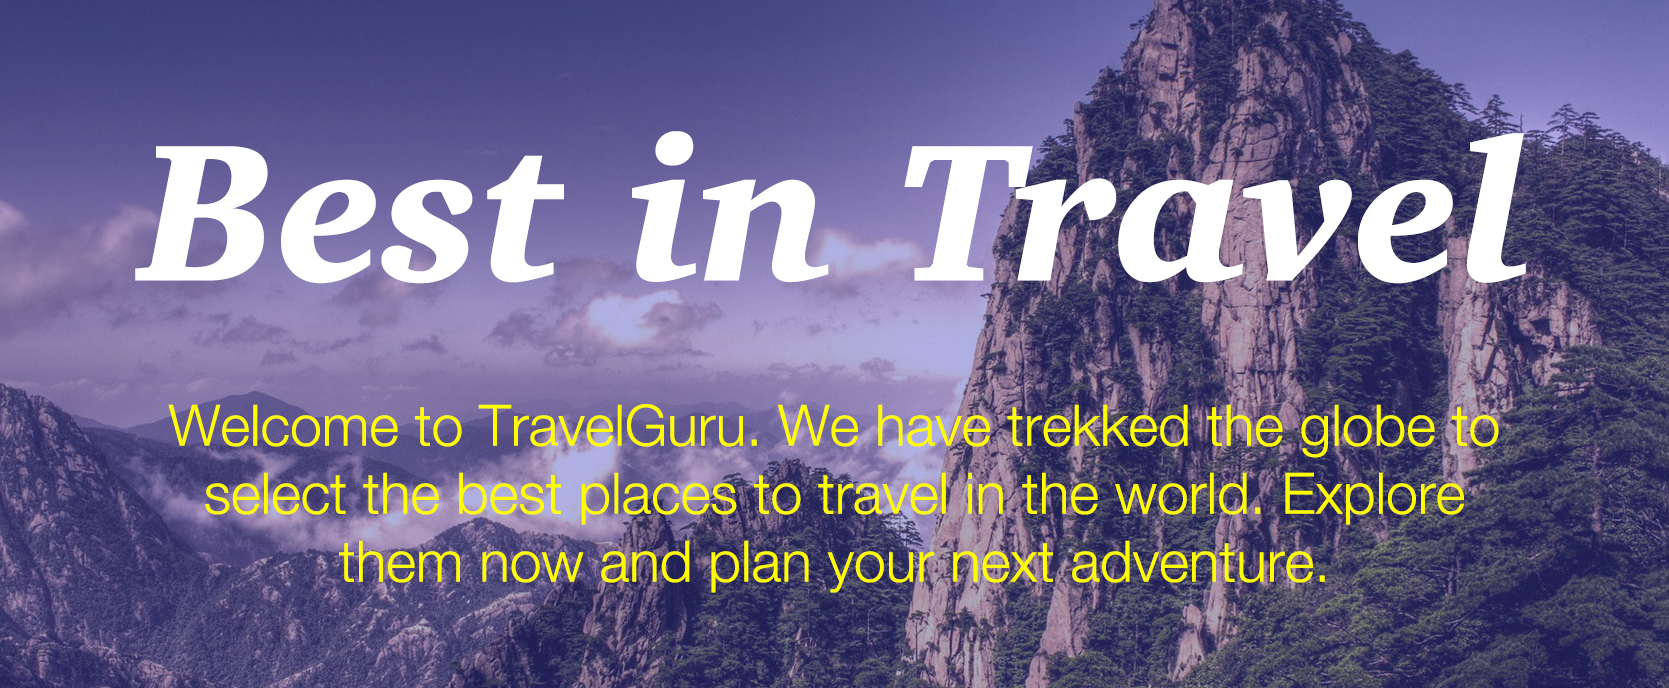 Best in Travel
Welcome to TravelGuru. We have trekked the globe to
select the best places to travel in the world. Explore
them now and plan your next adventure.